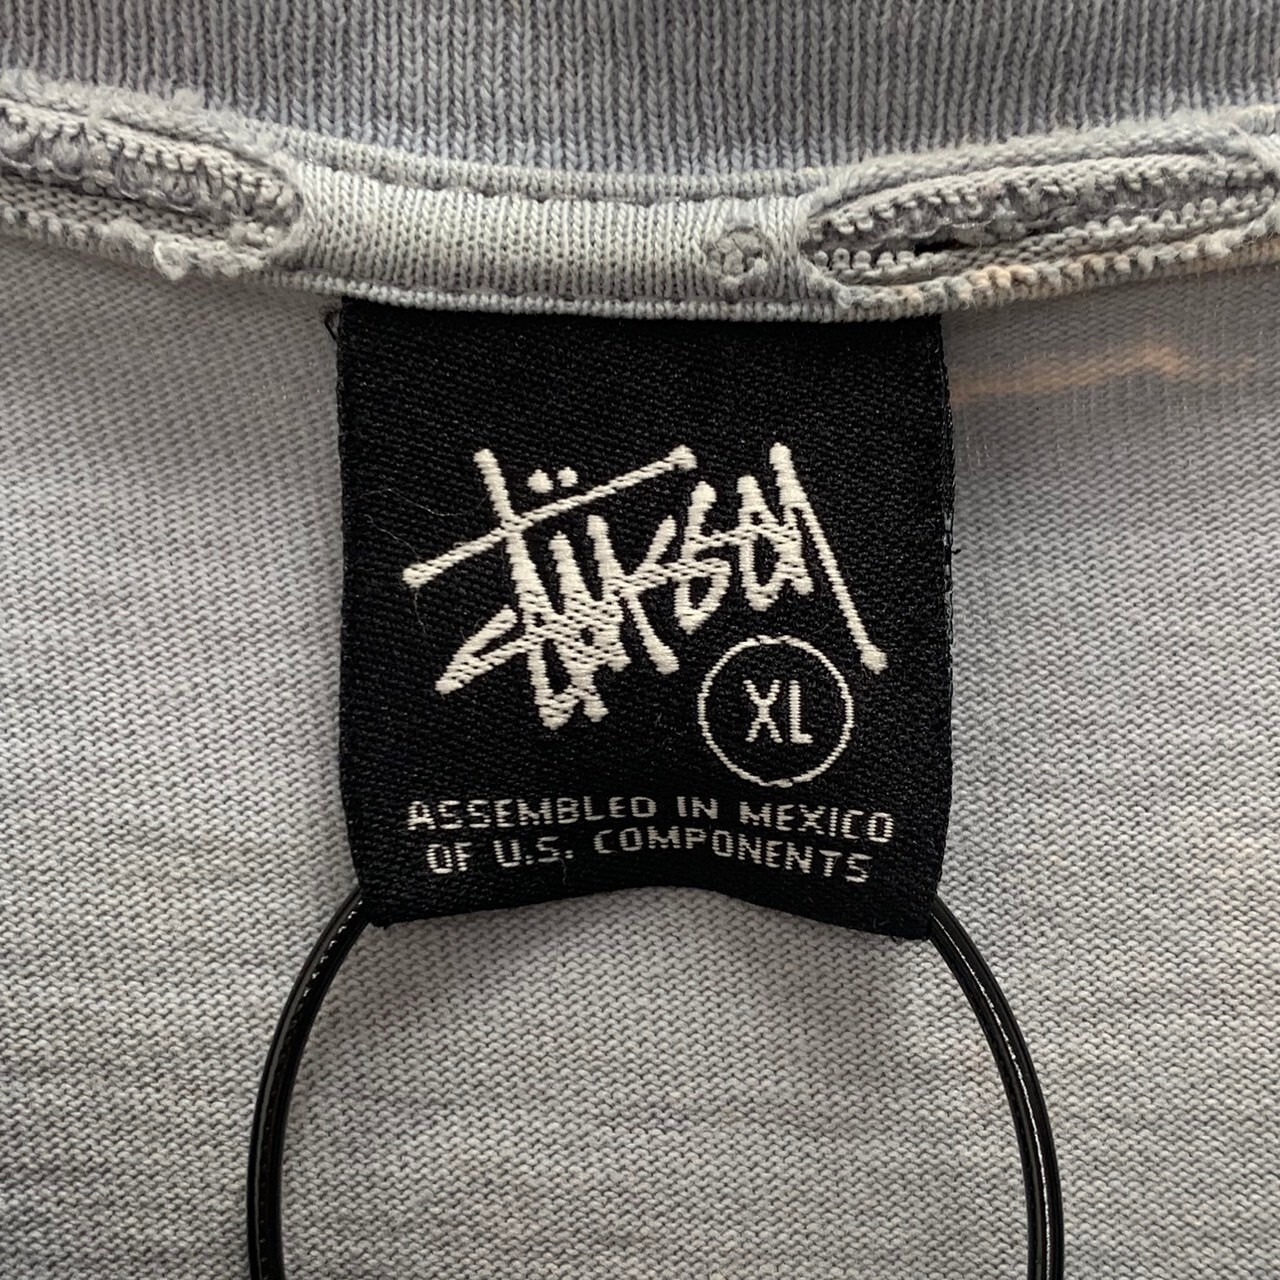 Stüssy
XL
ASSEMBLED IN MEXICO
OF U.S. COMPONENTS